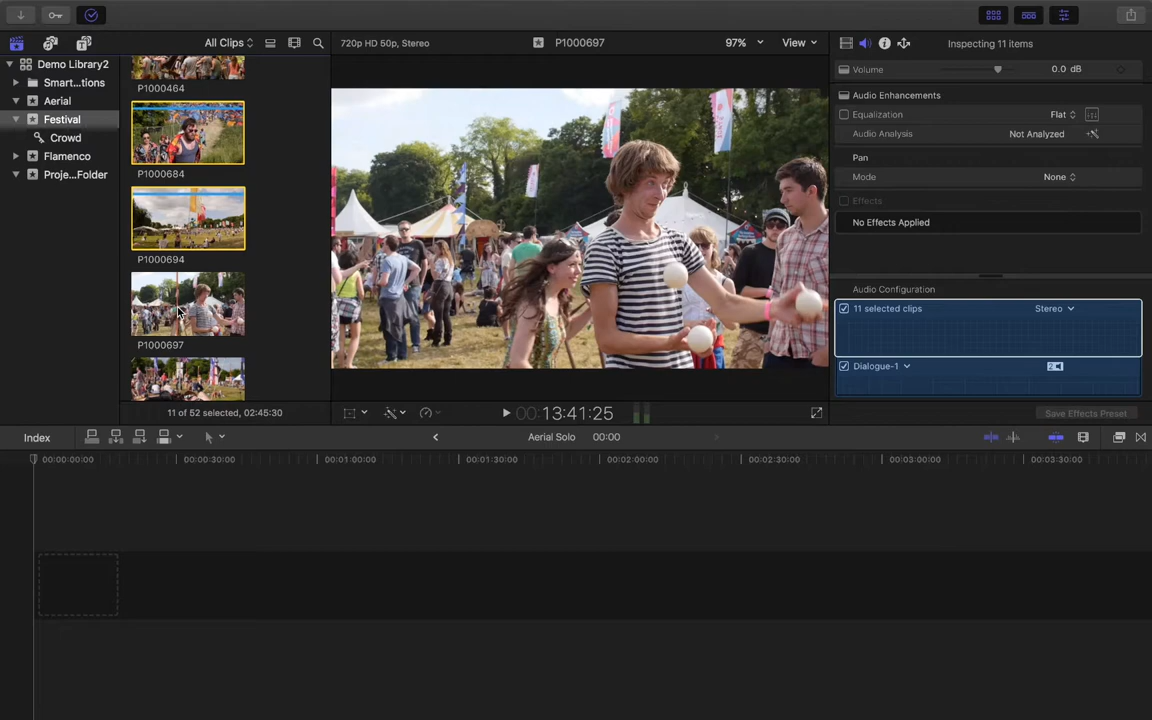 All Clips
720p HD 50p, Stereo
P1000697
97%
View
Inspecting 11 items
Demo Library2
Smart...tions
Aerial
Festival
Crowd
Flamenco
Proje...Folder
P1000464
P1000684
P1000694
P1000697
11 of 52 selected, 02:45:30
00:13:41:25
Volume
0.0 dB
Audio Enhancements
Equalization
Flat
Audio Analysis
Not Analyzed
Pan
Mode
None
Effects
No Effects Applied
Audio Configuration
11 selected clips
Stereo
Dialogue-1
2
Save Effects Preset
Index
Aerial Solo
00:00
00:00:00:00
00:00:30:00
00:01:00:00
00:01:30:00
00:02:00:00
00:02:30:00
00:03:00:00
00:03:30:00